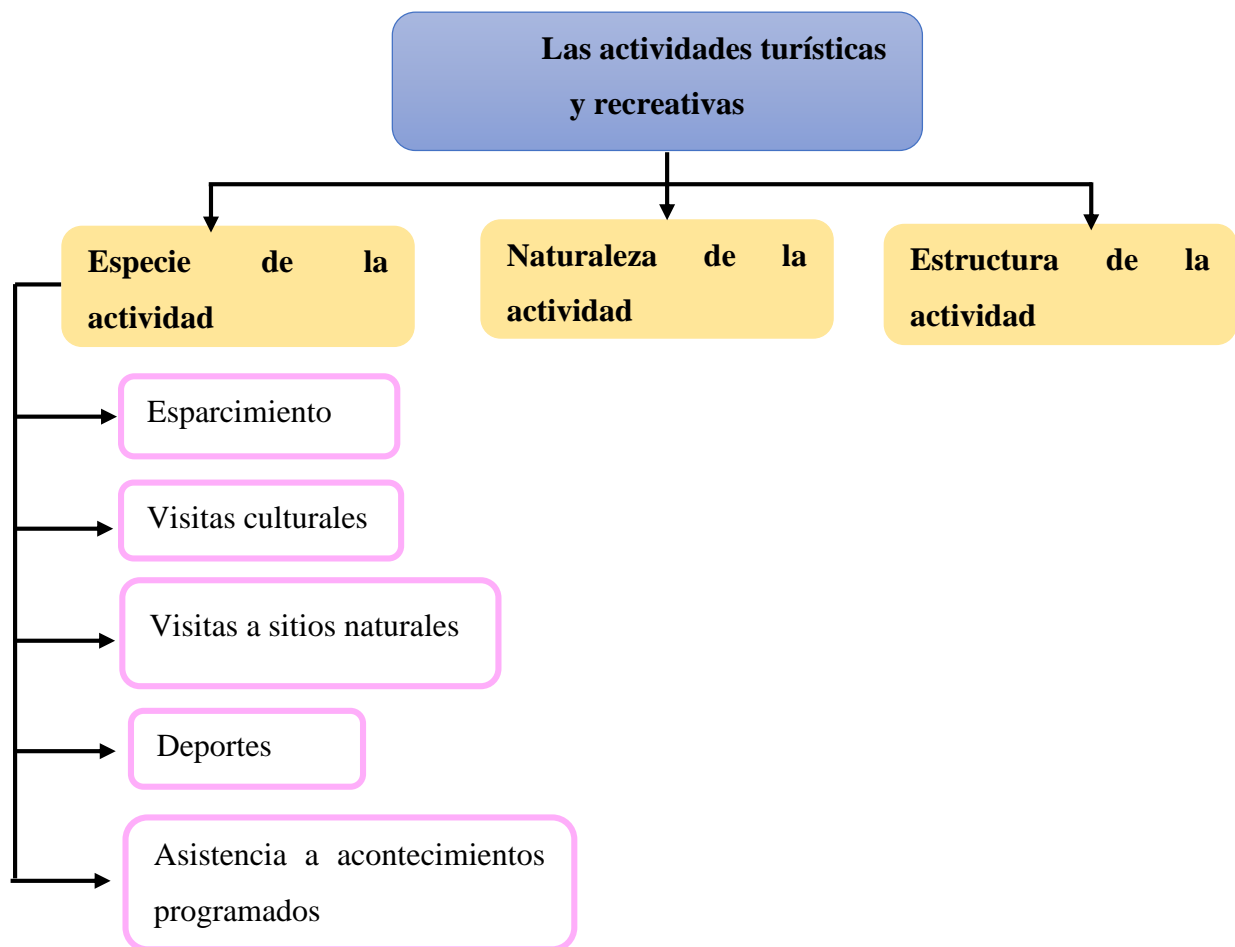 Las actividades turísticas
y recreativas
Especie de la
actividad
Naturaleza de la
actividad
Estructura de la
actividad
Esparcimiento
Visitas culturales
Visitas a sitios naturales
Deportes
Asistencia a acontecimientos
programados